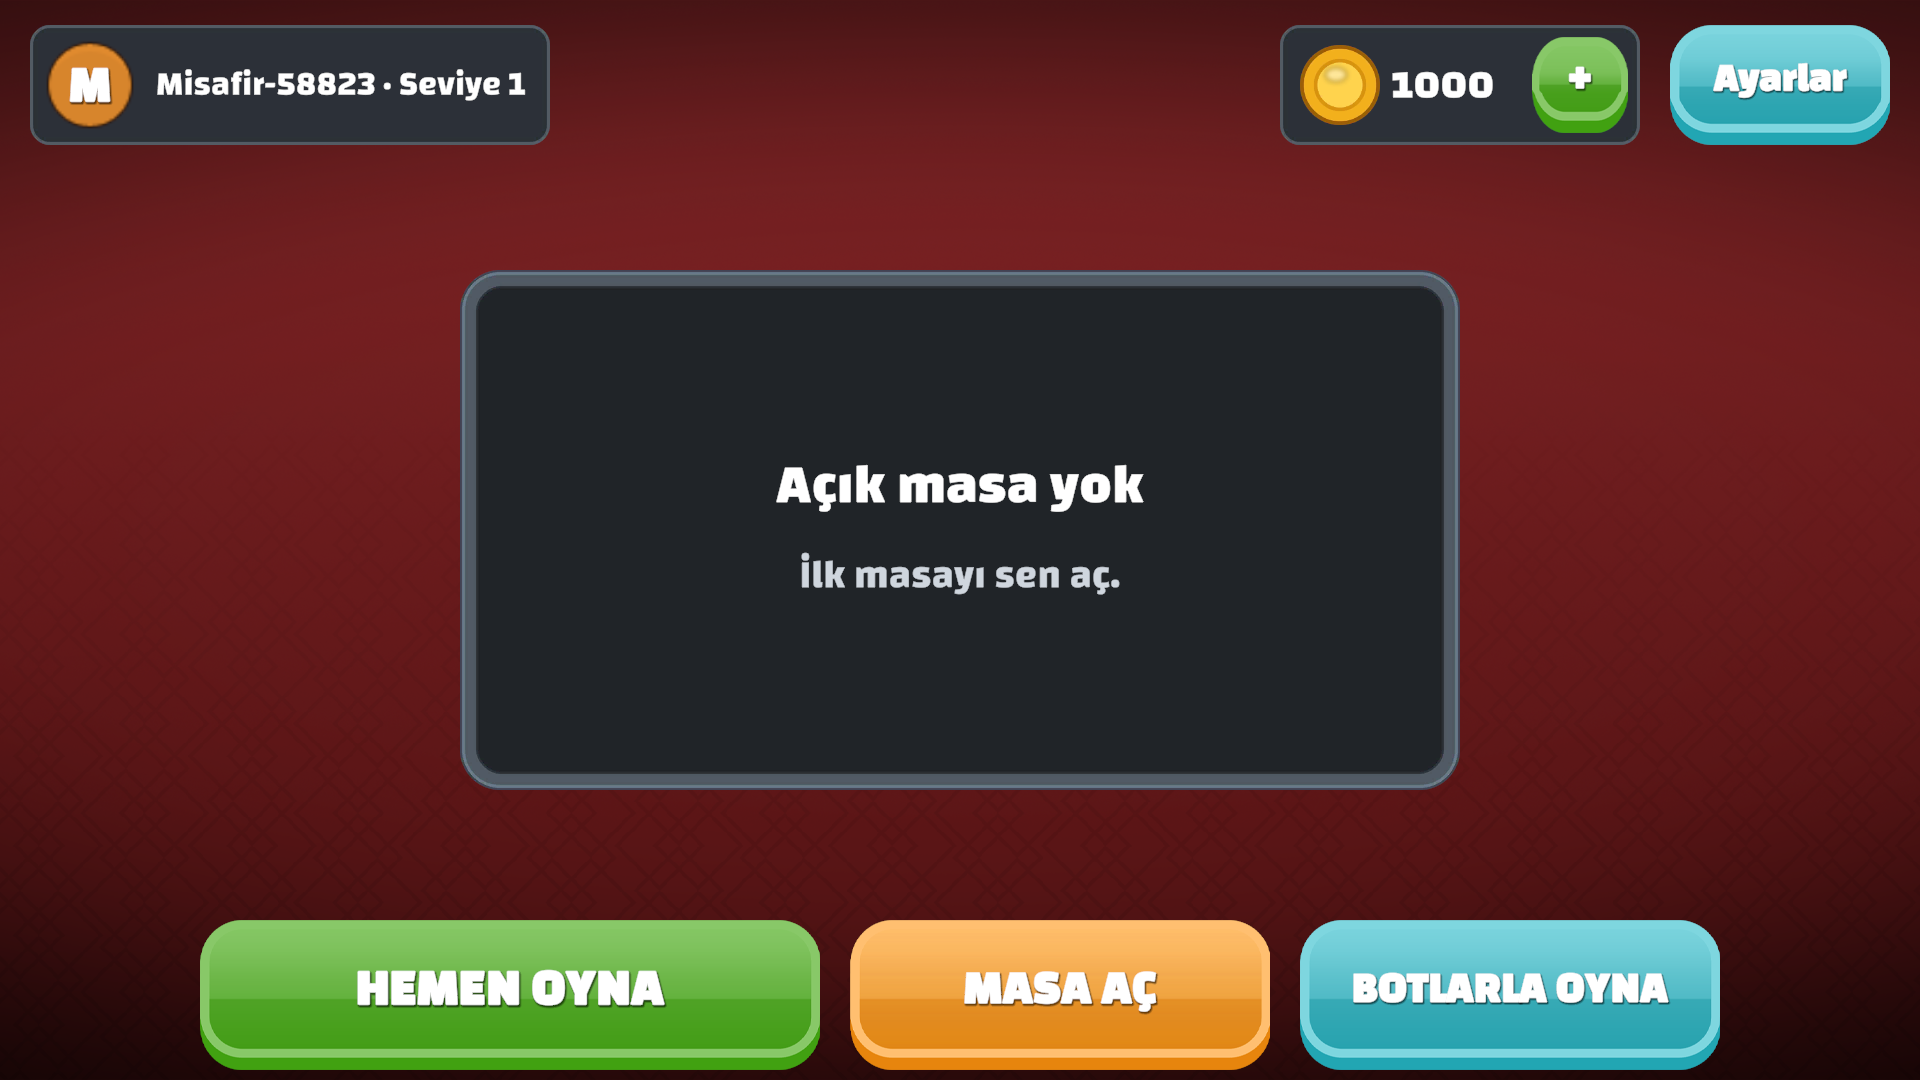 M
Misafir-58823 · Seviye 1
1000
+
Ayarlar
Açık masa yok
İlk masayı sen aç.
HEMEN OYNA
MASA AÇ
BOTLARLA OYNA